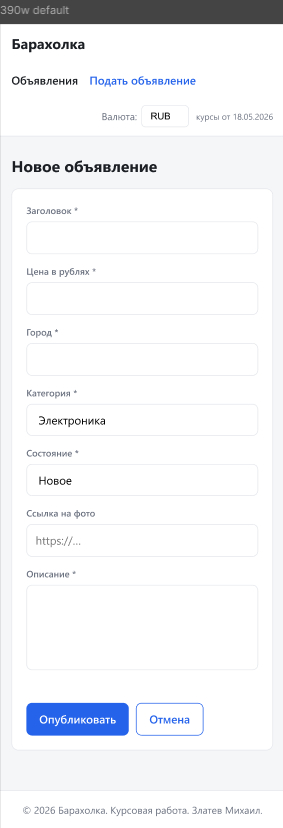 390w default
Барахолка
Объявления Подать объявление
Валюта: RUB курсы от 18.05.2026
Новое объявление
Заголовок *
Цена в рублях *
Город *
Категория *
Электроника
Состояние *
Новое
Ссылка на фото
https://...
Описание *
Опубликовать Отмена
© 2026 Барахолка. Курсовая работа. Златев Михаил.